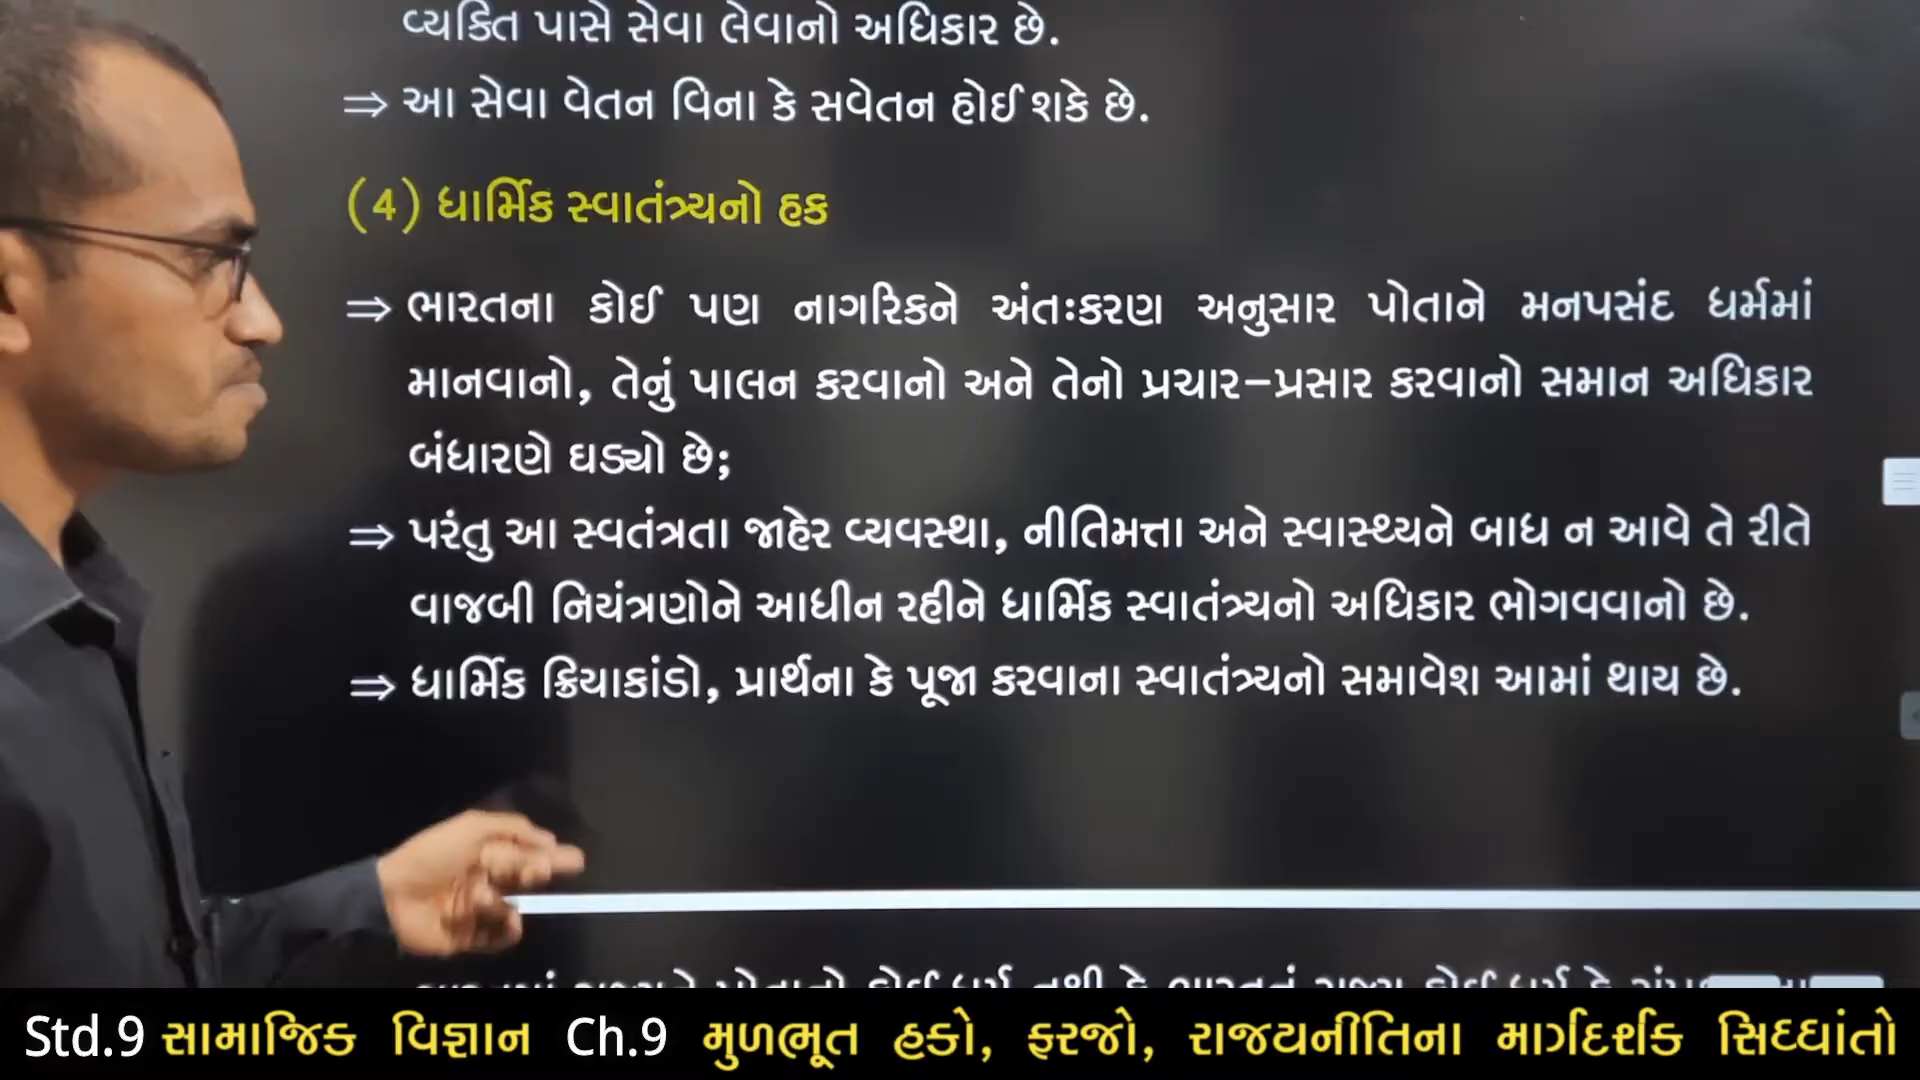 વ્યક્તિ પાસે સેવા લેવાનો અધિકાર છે.
⇒ આ સેવા વેતન વિના કે સવેતન હોઈ શકે છે.
(4) ધાર્મિક સ્વાતંત્ર્યનો હક
⇒ ભારતના કોઈ પણ નાગરિકને અંતઃકરણ અનુસાર પોતાને મનપસંદ ધર્મમાં
માનવાનો, તેનું પાલન કરવાનો અને તેનો પ્રચાર–પ્રસાર કરવાનો સમાન અધિકાર
બંધારણે ઘડ્યો છે;
⇒ પરંતુ આ સ્વતંત્રતા જાહેર વ્યવસ્થા, નીતિમત્તા અને સ્વાસ્થ્યને બાધ ન આવે તે રીતે
વાજબી નિયંત્રણોને આધીન રહીને ધાર્મિક સ્વાતંત્ર્યનો અધિકાર ભોગવવાનો છે.
⇒ ધાર્મિક ક્રિયાકાંડો, પ્રાર્થના કે પૂજા કરવાના સ્વાતંત્ર્યનો સમાવેશ આમાં થાય છે.
Std.9 સામાજિક વિજ્ઞાન Ch.9 મુળભૂત હકો, ફરજો, રાજયનીતિના માર્ગદર્શક સિધ્ધાંતો